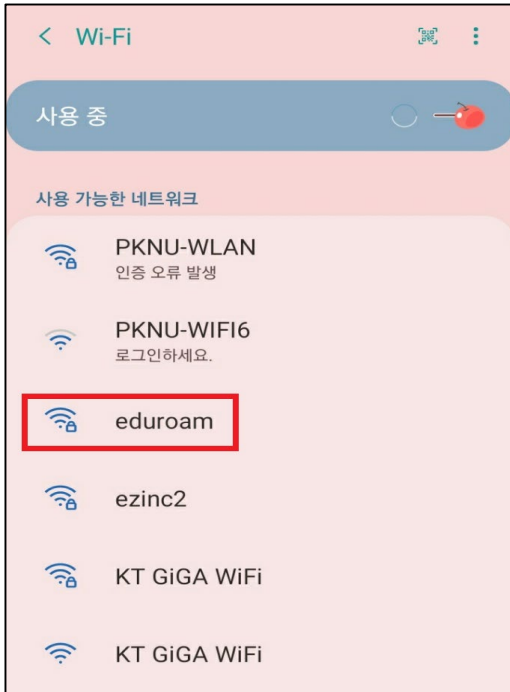 Wi-Fi
사용 중
사용 가능한 네트워크
PKNU-WLAN
인증 오류 발생
PKNU-WIFI6
로그인하세요.
eduroam
ezinc2
KT GiGA WiFi
KT GiGA WiFi